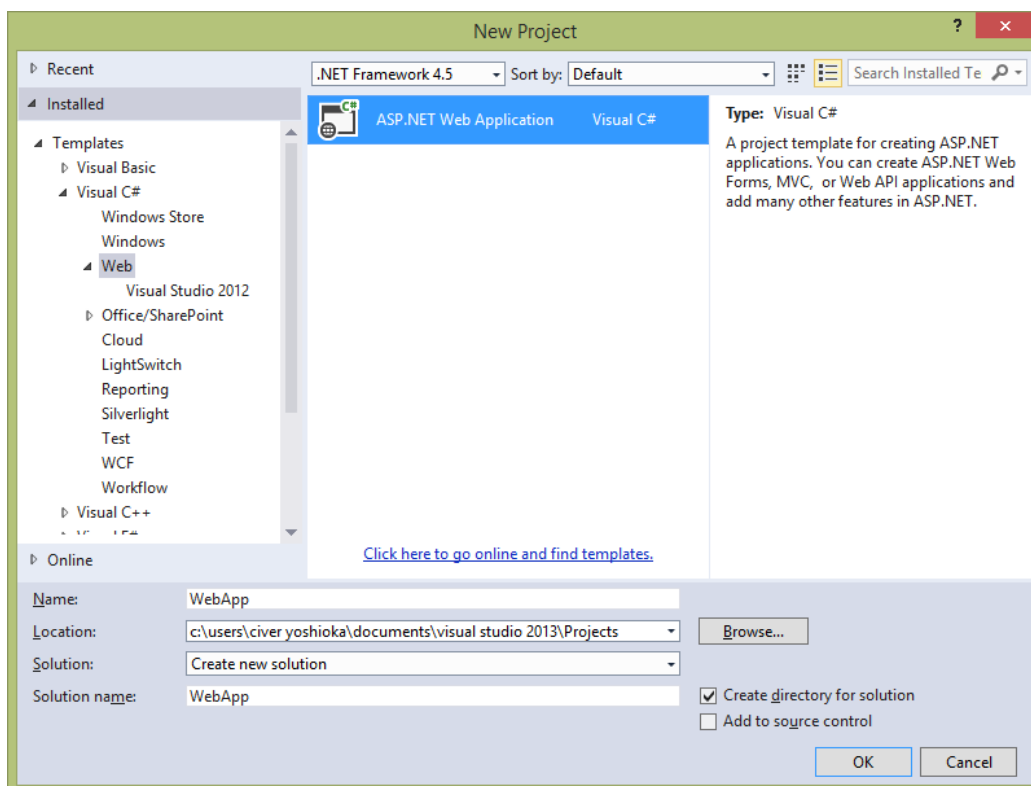 New Project
?
Recent
.NET Framework 4.5 Sort by: Default
Search Installed Te
Installed
Templates
Visual Basic
Visual C#
Windows Store
Windows
Web
Visual Studio 2012
Office/SharePoint
Cloud
LightSwitch
Reporting
Silverlight
Test
WCF
Workflow
Visual C++
Online
C#
ASP.NET Web Application Visual C#
Click here to go online and find templates.
Type: Visual C#
A project template for creating ASP.NET
applications. You can create ASP.NET Web
Forms, MVC, or Web API applications and
add many other features in ASP.NET.
Name: WebApp
Location: c:\users\civer yoshioka\documents\visual studio 2013\Projects Browse...
Solution: Create new solution
Solution name: WebApp
Create directory for solution
Add to source control
OK Cancel